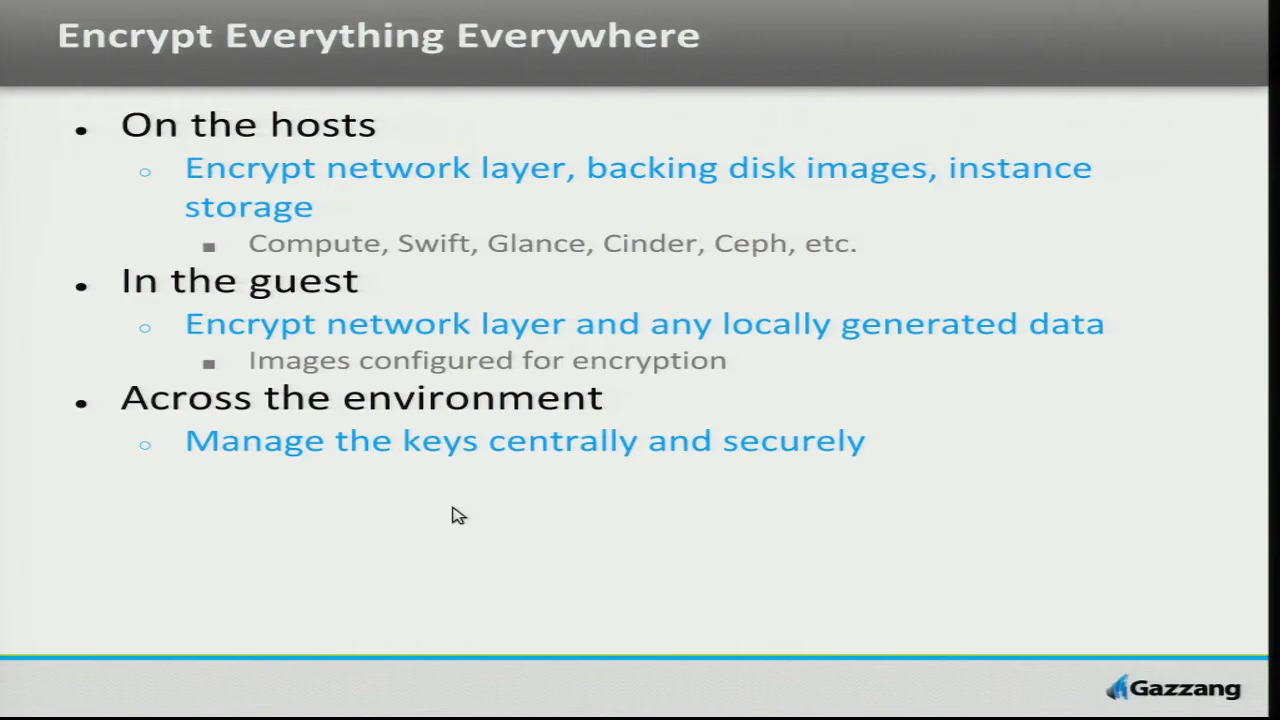 Encrypt Everything Everywhere
• On the hosts
○ Encrypt network layer, backing disk images, instance
storage
■ Compute, Swift, Glance, Cinder, Ceph, etc.
• In the guest
○ Encrypt network layer and any locally generated data
■ Images configured for encryption
• Across the environment
○ Manage the keys centrally and securely
Gazzang